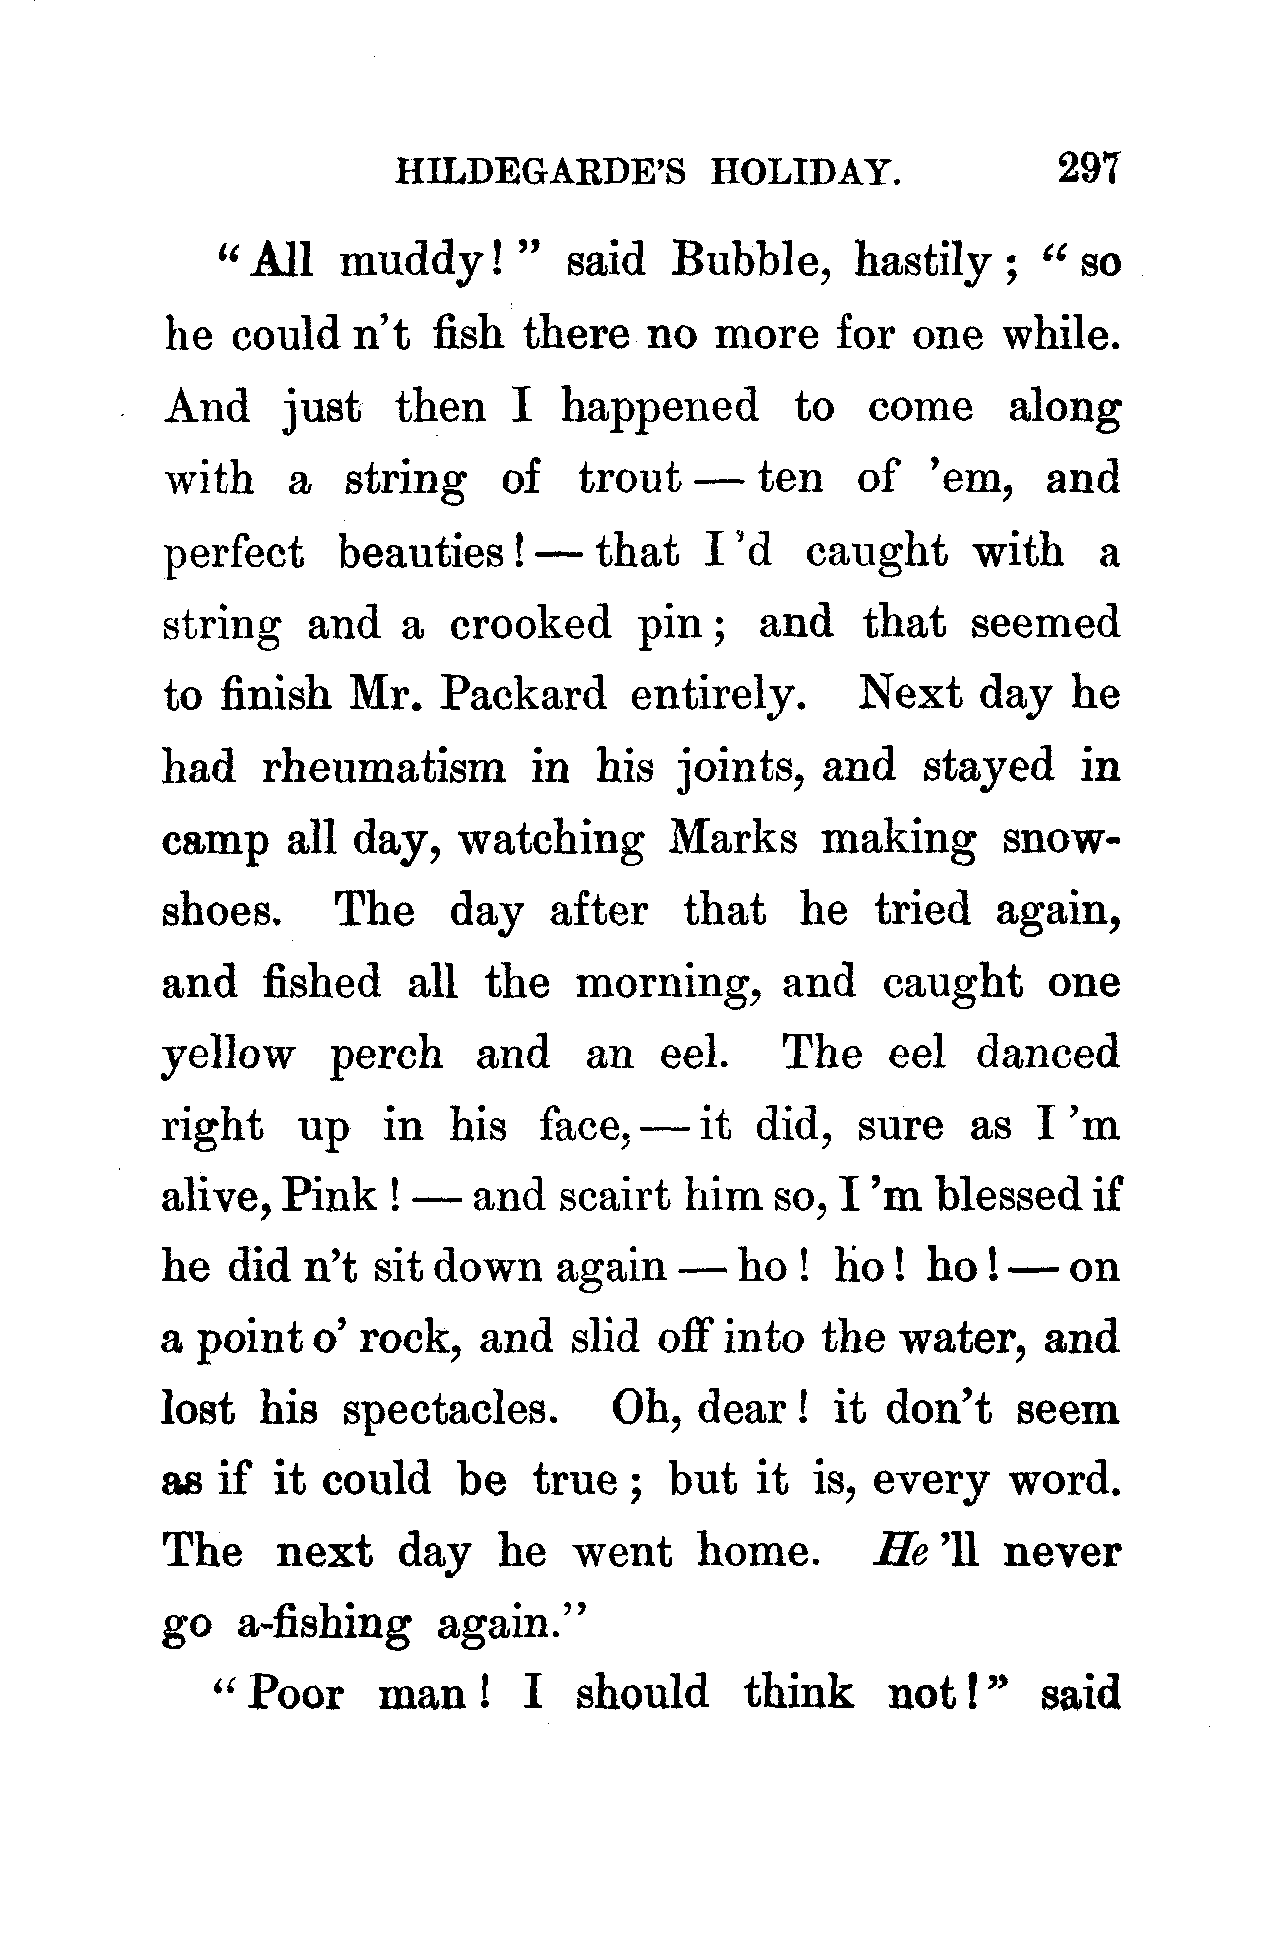 HILDEGARDE'S HOLIDAY. 297
"All muddy!" said Bubble, hastily; "so
he could n't fish there no more for one while.
And just then I happened to come along
with a string of trout — ten of 'em, and
perfect beauties! — that I 'd caught with a
string and a crooked pin; and that seemed
to finish Mr. Packard entirely. Next day he
had rheumatism in his joints, and stayed in
camp all day, watching Marks making snow-
shoes. The day after that he tried again,
and fished all the morning, and caught one
yellow perch and an eel. The eel danced
right up in his face, — it did, sure as I 'm
alive, Pink! — and scairt him so, I 'm blessed if
he did n't sit down again — ho! ho! ho! — on
a point o' rock, and slid off into the water, and
lost his spectacles. Oh, dear! it don't seem
as if it could be true; but it is, every word.
The next day he went home. He 'll never
go a-fishing again."
"Poor man! I should think not!" said